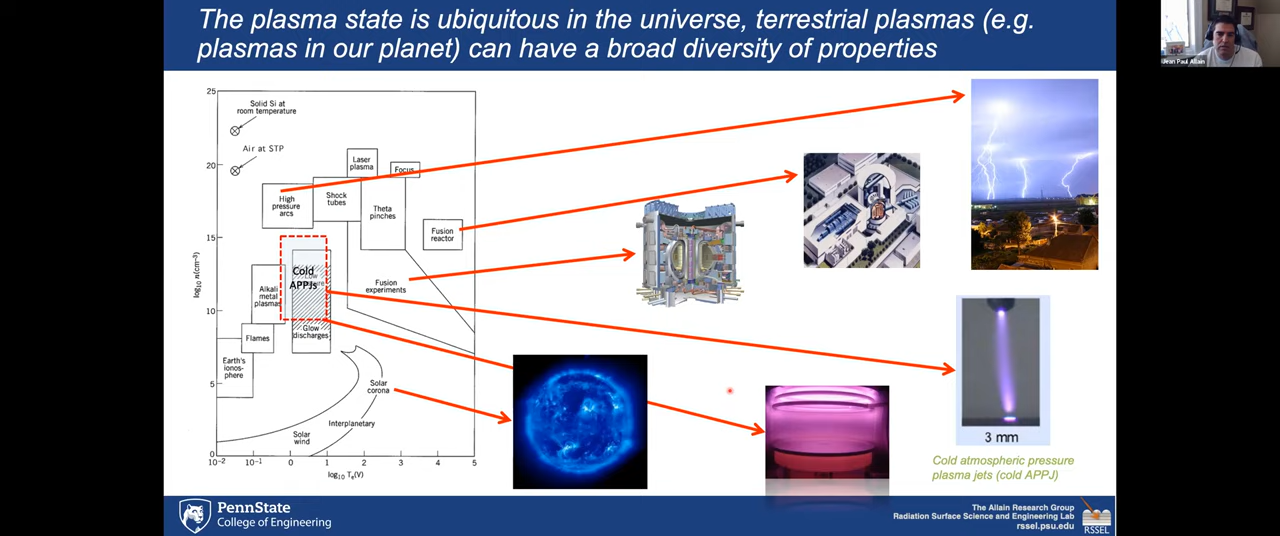 The plasma state is ubiquitous in the universe, terrestrial plasmas (e.g.
plasmas in our planet) can have a broad diversity of properties
Jean Paul Allain
25
20
15
10
5
0
log₁₀ n(cm⁻³)
Solid Si at
room temperature
Air at STP
Laser
plasma
Focus
High
pressure
arcs
Shock
tubes
Theta
pinches
Fusion
reactor
Cold
APPJs
Alkali
metal
plasmas
Fusion
experiments
Flames
Glow
discharges
Earth's
ionos-
phere
Solar
corona
Interplanetary
Solar
wind
10⁻²
10⁻¹
0
1
2
3
4
5
log₁₀ Tₑ(V)
3 mm
Cold atmospheric pressure
plasma jets (cold APPJ)
PennState
College of Engineering
The Allain Research Group
Radiation Surface Science and Engineering Lab
rssel.psu.edu
RSSEL